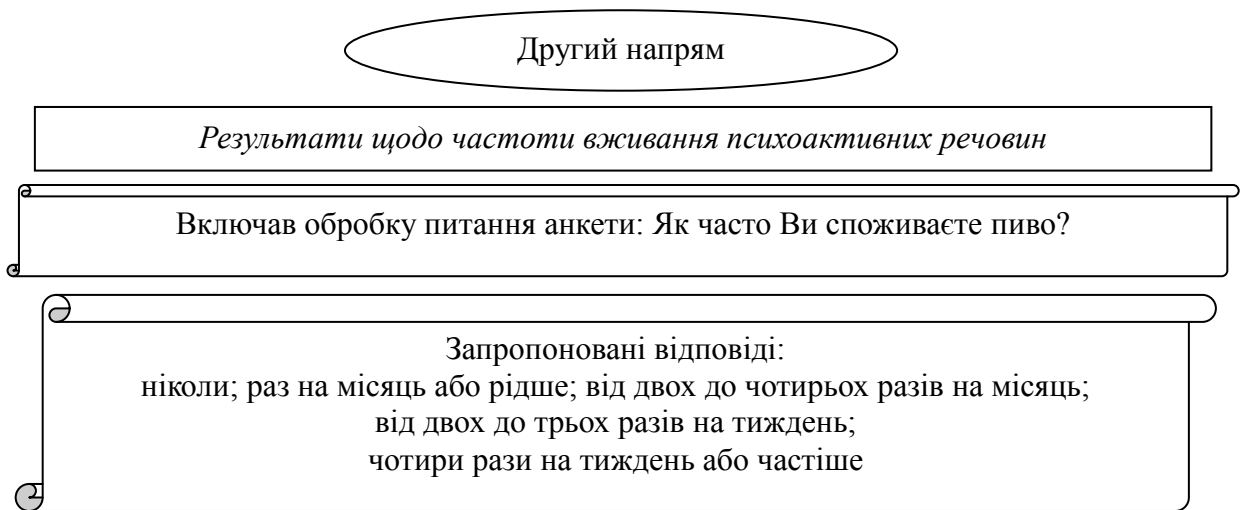 Другий напрям
Результати щодо частоти вживання психоактивних речовин
Включав обробку питання анкети: Як часто Ви споживаєте пиво?
Запропоновані відповіді:
ніколи; раз на місяць або рідше; від двох до чотирьох разів на місяць;
від двох до трьох разів на тиждень;
чотири рази на тиждень або частіше